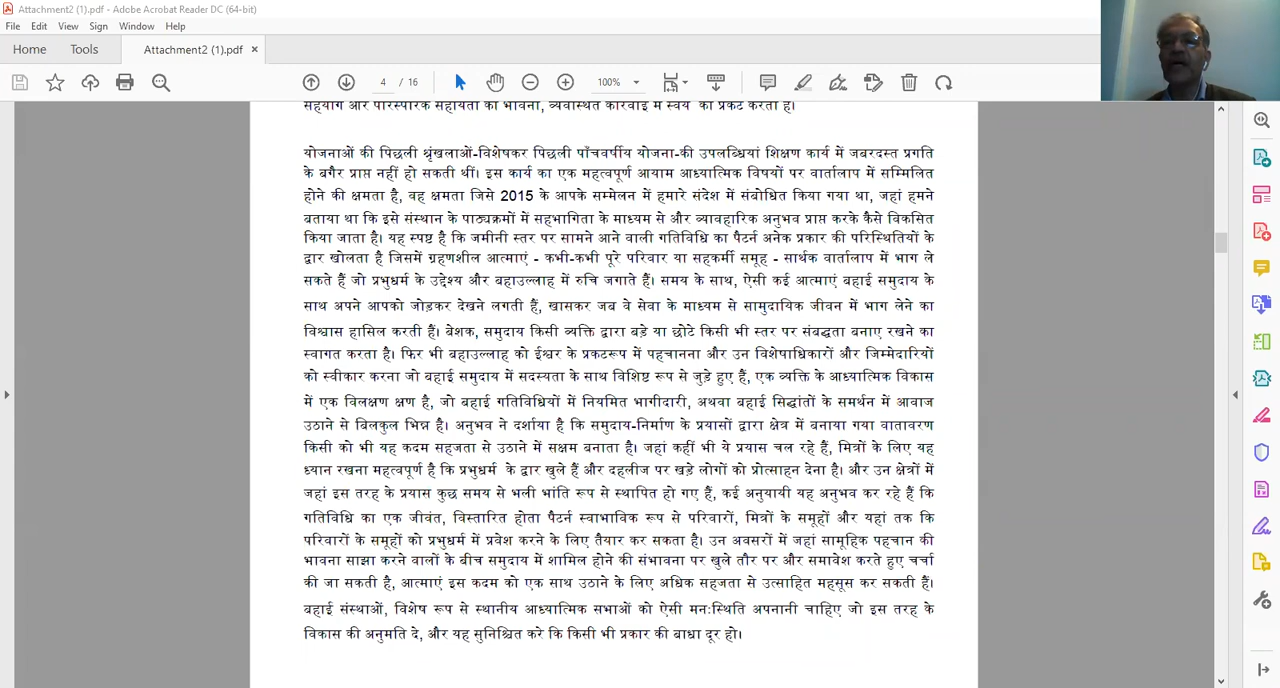 Attachment2 (1).pdf - Adobe Acrobat Reader DC (64-bit)
File Edit View Sign Window Help
Home Tools Attachment2 (1).pdf ×
4 / 16 100%
सहयोग और पारस्परिक सहायता की भावना, व्यवस्थित कार्रवाई में स्वयं को प्रकट करती है।
योजनाओं की पिछली श्रृंखलाओं-विशेषकर पिछली पाँचवर्षीय योजना-की उपलब्धियां शिक्षण कार्य में जबरदस्त प्रगति
के बगैर प्राप्त नहीं हो सकती थीं। इस कार्य का एक महत्वपूर्ण आयाम आध्यात्मिक विषयों पर वार्तालाप में सम्मिलित
होने की क्षमता है, वह क्षमता जिसे 2015 के आपके सम्मेलन में हमारे संदेश में संबोधित किया गया था, जहां हमने
बताया था कि इसे संस्थान के पाठ्यक्रमों में सहभागिता के माध्यम से और व्यावहारिक अनुभव प्राप्त करके कैसे विकसित
किया जाता है। यह स्पष्ट है कि जमीनी स्तर पर सामने आने वाली गतिविधि का पैटर्न अनेक प्रकार की परिस्थितियों के
द्वार खोलता है जिसमें ग्रहणशील आत्माएं - कभी-कभी पूरे परिवार या सहकर्मी समूह - सार्थक वार्तालाप में भाग ले
सकते हैं जो प्रभुधर्म के उद्देश्य और बहाउल्लाह में रुचि जगाते हैं। समय के साथ, ऐसी कई आत्माएं बहाई समुदाय के
साथ अपने आपको जोड़कर देखने लगती हैं, खासकर जब वे सेवा के माध्यम से सामुदायिक जीवन में भाग लेने का
विश्वास हासिल करती हैं। बेशक, समुदाय किसी व्यक्ति द्वारा बड़े या छोटे किसी भी स्तर पर संबद्धता बनाए रखने का
स्वागत करता है। फिर भी बहाउल्लाह को ईश्वर के प्रकटरूप में पहचानना और उन विशेषाधिकारों और जिम्मेदारियों
को स्वीकार करना जो बहाई समुदाय में सदस्यता के साथ विशिष्ट रूप से जुड़े हुए हैं, एक व्यक्ति के आध्यात्मिक विकास
में एक विलक्षण क्षण है, जो बहाई गतिविधियों में नियमित भागीदारी, अथवा बहाई सिद्धांतों के समर्थन में आवाज
उठाने से बिलकुल भिन्न है। अनुभव ने दर्शाया है कि समुदाय-निर्माण के प्रयासों द्वारा क्षेत्र में बनाया गया वातावरण
किसी को भी यह कदम सहजता से उठाने में सक्षम बनाता है। जहां कहीं भी ये प्रयास चल रहे हैं, मित्रों के लिए यह
ध्यान रखना महत्वपूर्ण है कि प्रभुधर्म के द्वार खुले हैं और दहलीज पर खड़े लोगों को प्रोत्साहन देना है। और उन क्षेत्रों में
जहां इस तरह के प्रयास कुछ समय से भली भांति रूप से स्थापित हो गए हैं, कई अनुयायी यह अनुभव कर रहे हैं कि
गतिविधि का एक जीवंत, विस्तारित होता पैटर्न स्वाभाविक रूप से परिवारों, मित्रों के समूहों और यहां तक कि
परिवारों के समूहों को प्रभुधर्म में प्रवेश करने के लिए तैयार कर सकता है। उन अवसरों में जहां सामूहिक पहचान की
भावना साझा करने वालों के बीच समुदाय में शामिल होने की संभावना पर खुले तौर पर और समावेश करते हुए चर्चा
की जा सकती है, आत्माएं इस कदम को एक साथ उठाने के लिए अधिक सहजता से उत्साहित महसूस कर सकती हैं।
बहाई संस्थाओं, विशेष रूप से स्थानीय आध्यात्मिक सभाओं को ऐसी मनःस्थिति अपनानी चाहिए जो इस तरह के
विकास की अनुमति दे, और यह सुनिश्चित करे कि किसी भी प्रकार की बाधा दूर हो।